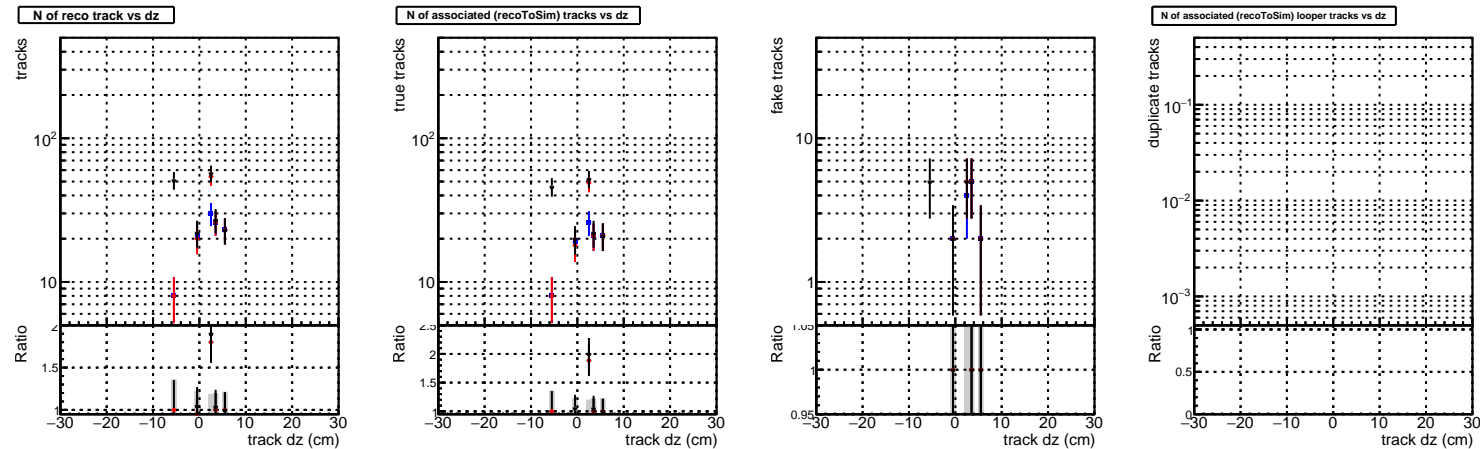 N of reco track vs dz
tracks
10²
10
Ratio
2
1.5
1
−30 −20 −10 0 10 20 30
track dz (cm)
N of associated (recoToSim) tracks vs dz
true tracks
10²
10
Ratio
2.5
2
1.5
1
−30 −20 −10 0 10 20 30
track dz (cm)
fake tracks
10
1
Ratio
1.05
1
0.95
−30 −20 −10 0 10 20 30
track dz (cm)
N of associated (recoToSim) looper tracks vs dz
duplicate tracks
10⁻¹
10⁻²
10⁻³
Ratio
1
0.5
0
−30 −20 −10 0 10 20 30
track dz (cm)